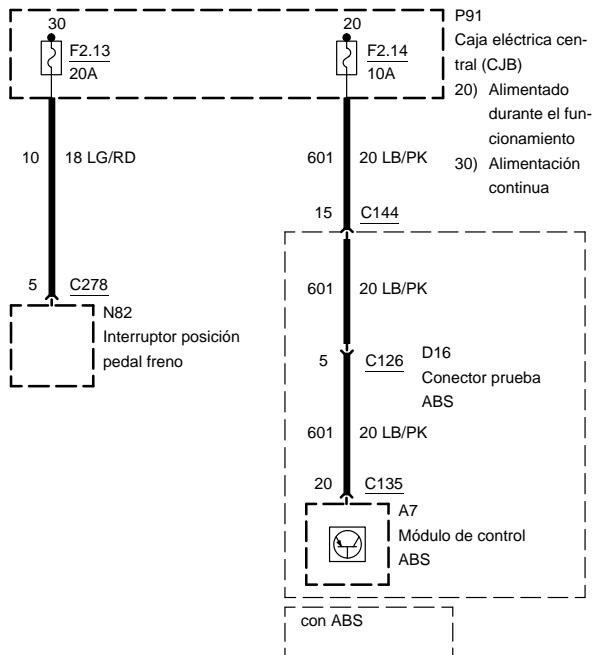 30
F2.13
20A
20
F2.14
10A
P91
Caja eléctrica cen-
tral (CJB)
20) Alimentado
durante el fun-
cionamiento
30) Alimentación
continua
10 18 LG/RD
601 20 LB/PK
15 C144
5 C278
N82
Interruptor posición
pedal freno
601 20 LB/PK
5 C126
D16
Conector prueba
ABS
601 20 LB/PK
20 C135
A7
Módulo de control
ABS
con ABS